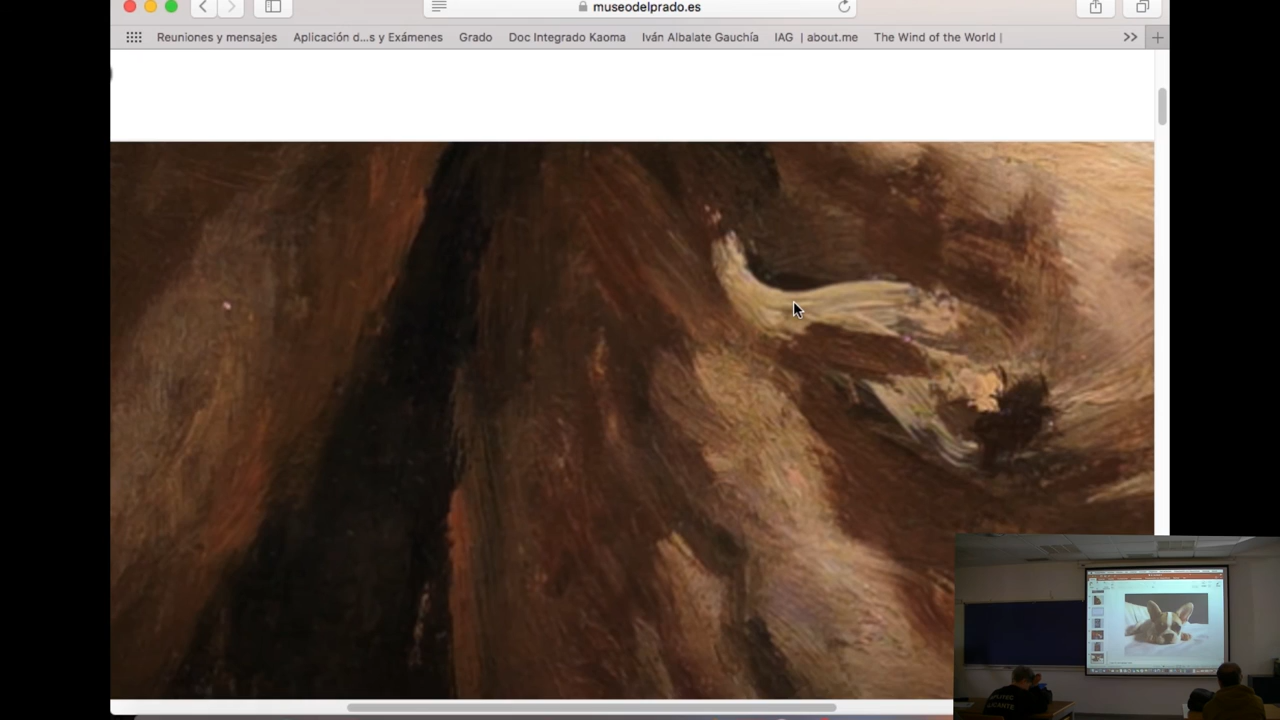 museodelprado.es
Reuniones y mensajes Aplicación d...s y Exámenes Grado Doc Integrado Kaoma Iván Albalate Gauchía IAG | about.me The Wind of the World |